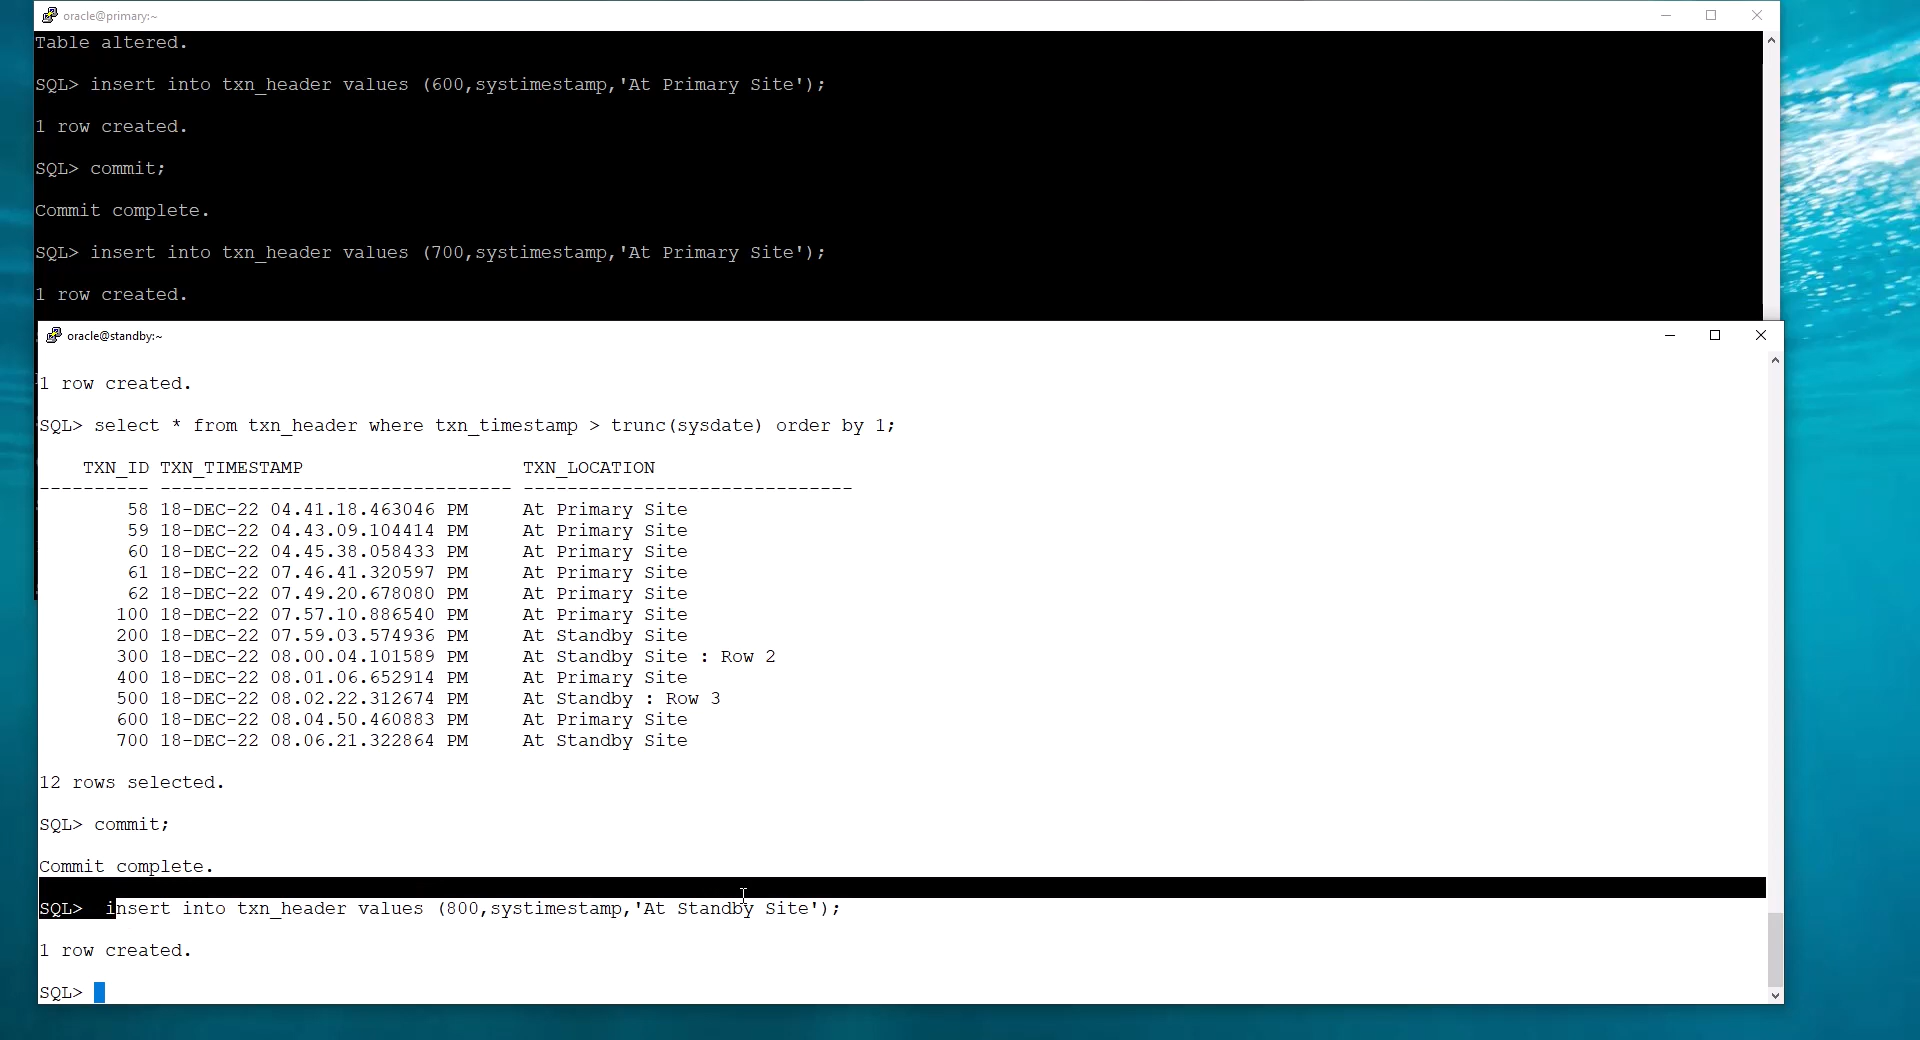 oracle@primary:~
Table altered.
SQL> insert into txn_header values (600,systimestamp,'At Primary Site');
1 row created.
SQL> commit;
Commit complete.
SQL> insert into txn_header values (700,systimestamp,'At Primary Site');
1 row created.
oracle@standby:~
1 row created.
SQL> select * from txn_header where txn_timestamp > trunc(sysdate) order by 1;
TXN_ID TXN_TIMESTAMP TXN_LOCATION
---------- -------------------------------- ------------------------------
58 18-DEC-22 04.41.18.463046 PM At Primary Site
59 18-DEC-22 04.43.09.104414 PM At Primary Site
60 18-DEC-22 04.45.38.058433 PM At Primary Site
61 18-DEC-22 07.46.41.320597 PM At Primary Site
62 18-DEC-22 07.49.20.678080 PM At Primary Site
100 18-DEC-22 07.57.10.886540 PM At Primary Site
200 18-DEC-22 07.59.03.574936 PM At Standby Site
300 18-DEC-22 08.00.04.101589 PM At Standby Site : Row 2
400 18-DEC-22 08.01.06.652914 PM At Primary Site
500 18-DEC-22 08.02.22.312674 PM At Standby : Row 3
600 18-DEC-22 08.04.50.460883 PM At Primary Site
700 18-DEC-22 08.06.21.322864 PM At Standby Site
12 rows selected.
SQL> commit;
Commit complete.
SQL>  insert into txn_header values (800,systimestamp,'At Standby Site');
1 row created.
SQL>